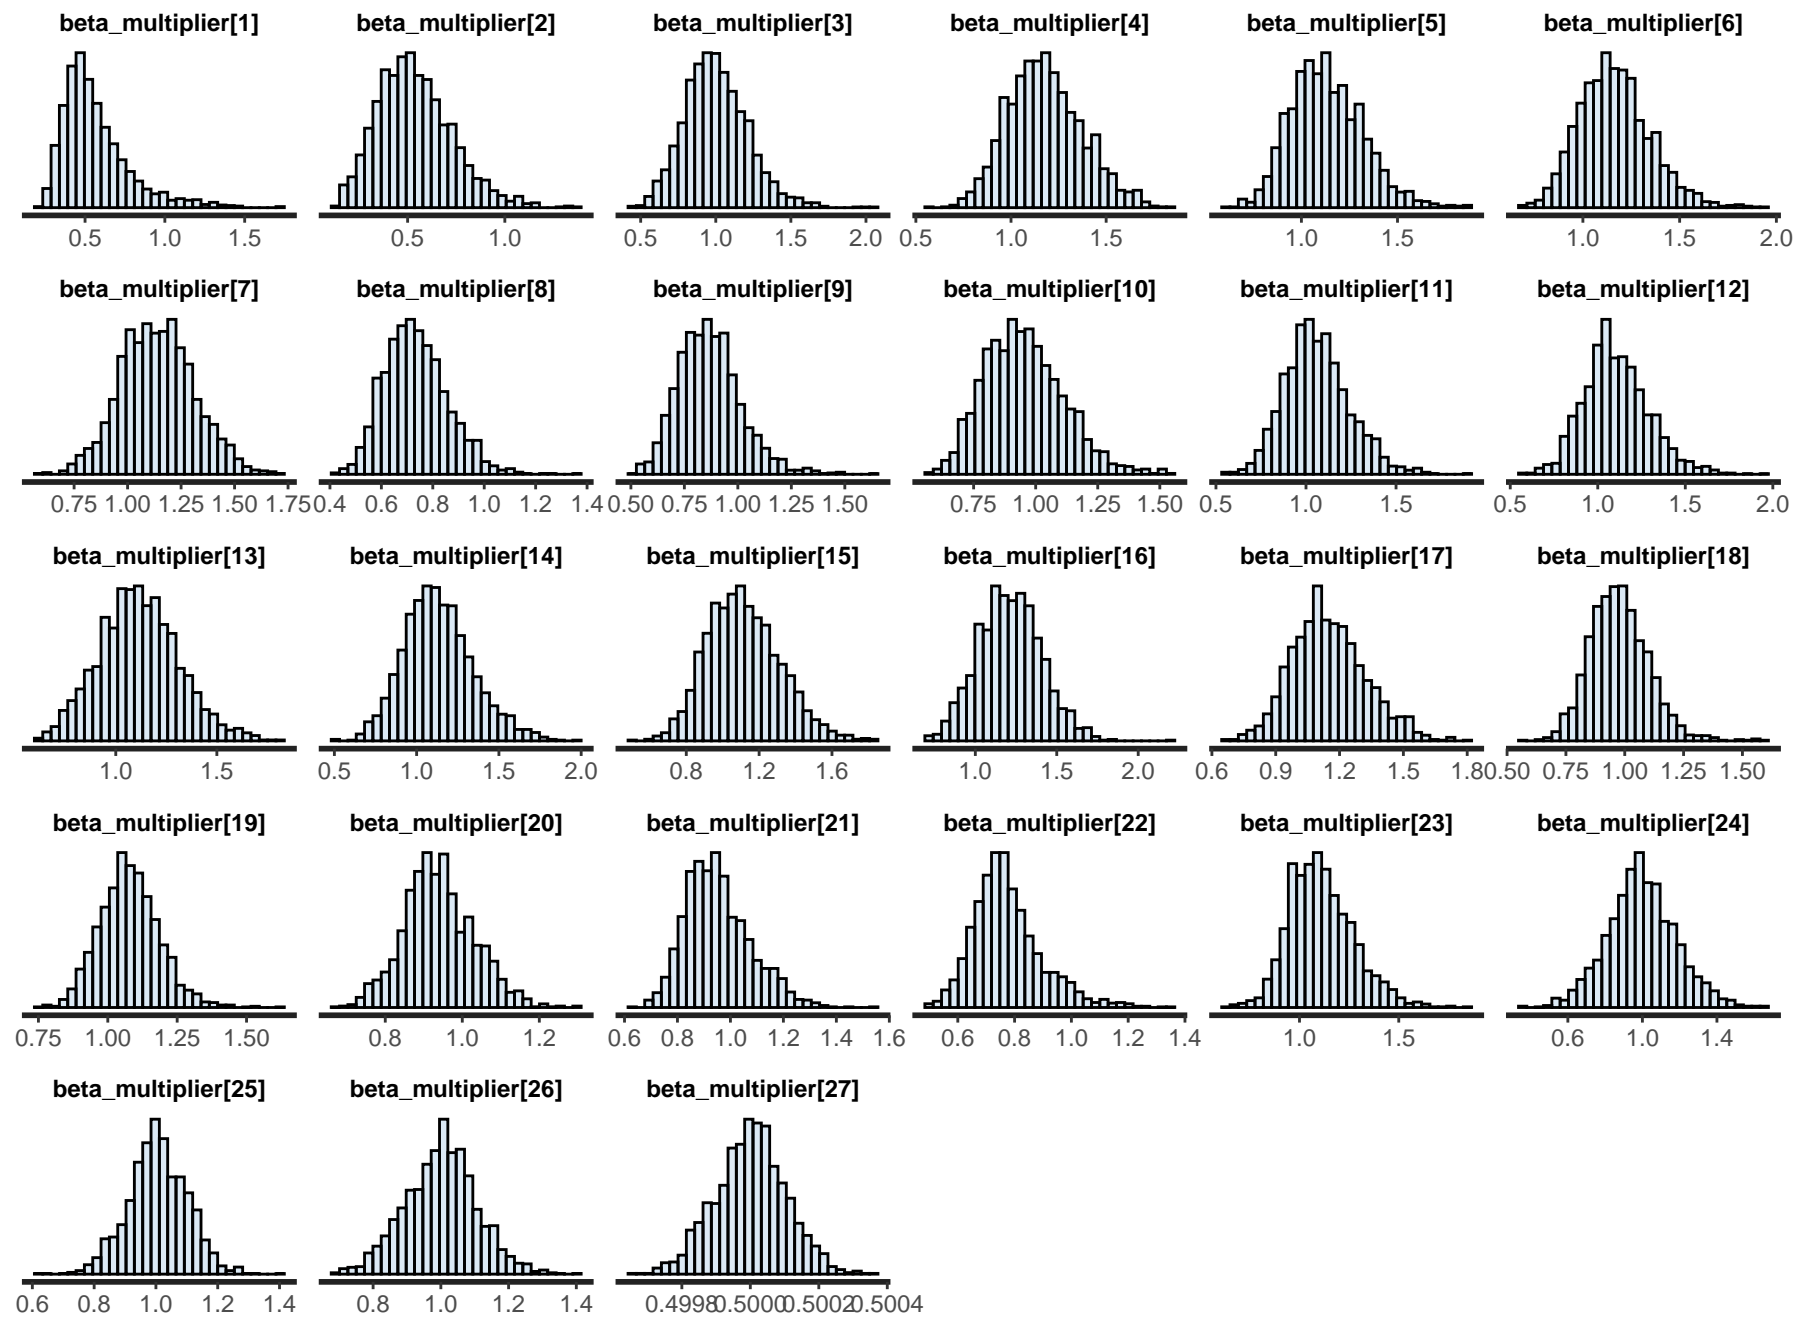 beta_multiplier[1] beta_multiplier[2] beta_multiplier[3] beta_multiplier[4] beta_multiplier[5] beta_multiplier[6]
0.5 1.0 1.5 0.5 1.0 0.5 1.0 1.5 2.0 0.5 1.0 1.5 1.0 1.5 1.0 1.5 2.0
beta_multiplier[7] beta_multiplier[8] beta_multiplier[9] beta_multiplier[10] beta_multiplier[11] beta_multiplier[12]
0.75 1.00 1.25 1.50 1.75 0.4 0.6 0.8 1.0 1.2 1.4 0.50 0.75 1.00 1.25 1.50 0.75 1.00 1.25 1.50 0.5 1.0 1.5 0.5 1.0 1.5 2.0
beta_multiplier[13] beta_multiplier[14] beta_multiplier[15] beta_multiplier[16] beta_multiplier[17] beta_multiplier[18]
1.0 1.5 0.5 1.0 1.5 2.0 0.8 1.2 1.6 1.0 1.5 2.0 0.6 0.9 1.2 1.5 1.8 0.50 0.75 1.00 1.25 1.50
beta_multiplier[19] beta_multiplier[20] beta_multiplier[21] beta_multiplier[22] beta_multiplier[23] beta_multiplier[24]
0.75 1.00 1.25 1.50 0.8 1.0 1.2 0.6 0.8 1.0 1.2 1.4 1.6 0.6 0.8 1.0 1.2 1.4 1.0 1.5 0.6 1.0 1.4
beta_multiplier[25] beta_multiplier[26] beta_multiplier[27]
0.6 0.8 1.0 1.2 1.4 0.8 1.0 1.2 1.4 0.4998 0.5000 0.5002 0.5004